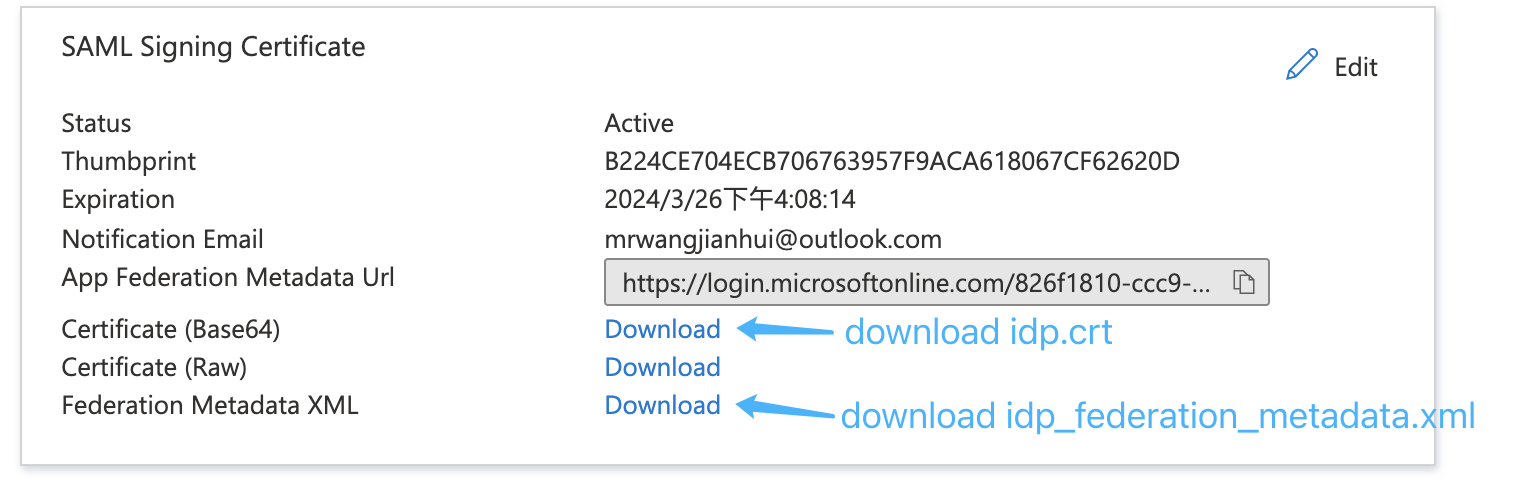 SAML Signing Certificate
Edit
Status Active
Thumbprint B224CE704ECB706763957F9ACA618067CF62620D
Expiration 2024/3/26下午4:08:14
Notification Email mrwangjianhui@outlook.com
App Federation Metadata Url https://login.microsoftonline.com/826f1810-ccc9-...
Certificate (Base64) Download download idp.crt
Certificate (Raw) Download
Federation Metadata XML Download download idp_federation_metadata.xml